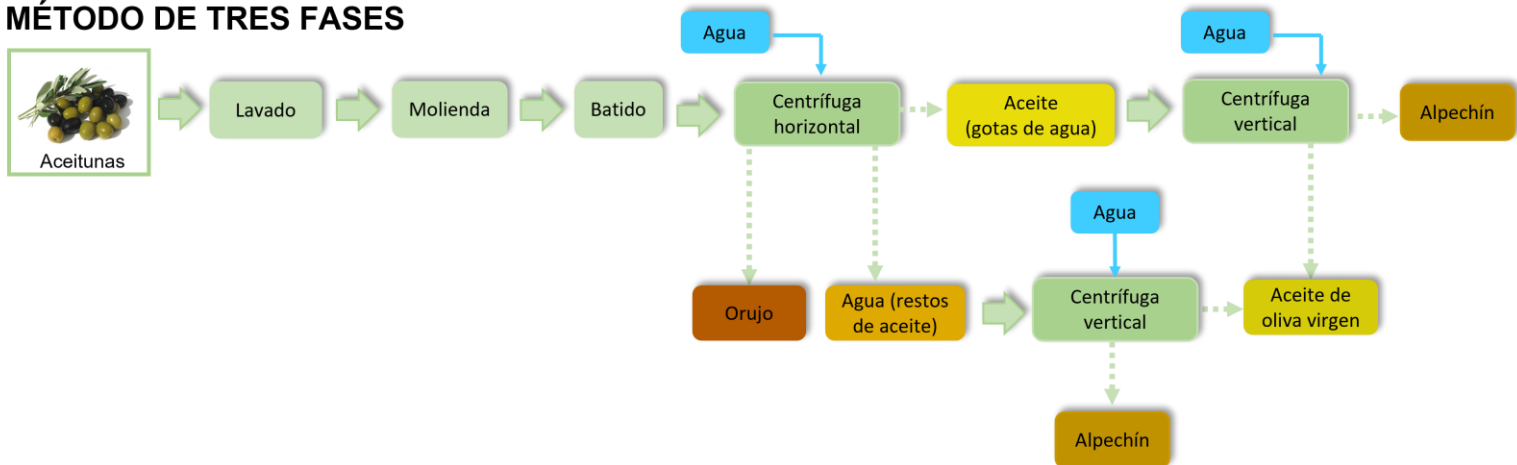 MÉTODO DE TRES FASES
Agua
Agua
Aceitunas
Lavado
Molienda
Batido
Centrífuga
horizontal
Aceite
(gotas de agua)
Centrífuga
vertical
Alpechín
Agua
Orujo
Agua (restos
de aceite)
Centrífuga
vertical
Aceite de
oliva virgen
Alpechín